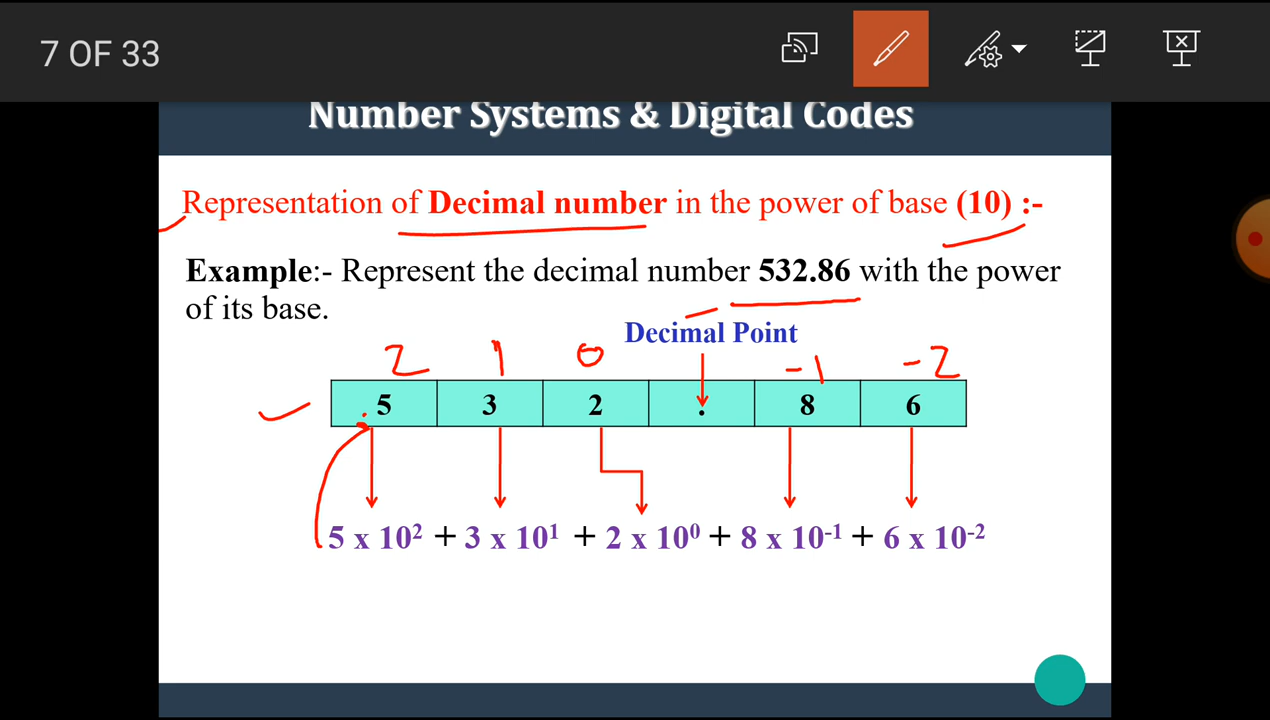 7 OF 33
Number Systems & Digital Codes
Representation of Decimal number in the power of base (10) :-
Example:- Represent the decimal number 532.86 with the power
of its base.
Decimal Point
2 1 0 -1 -2
5 3 2 . 8 6
5 x 10² + 3 x 10¹ + 2 x 10⁰ + 8 x 10⁻¹ + 6 x 10⁻²